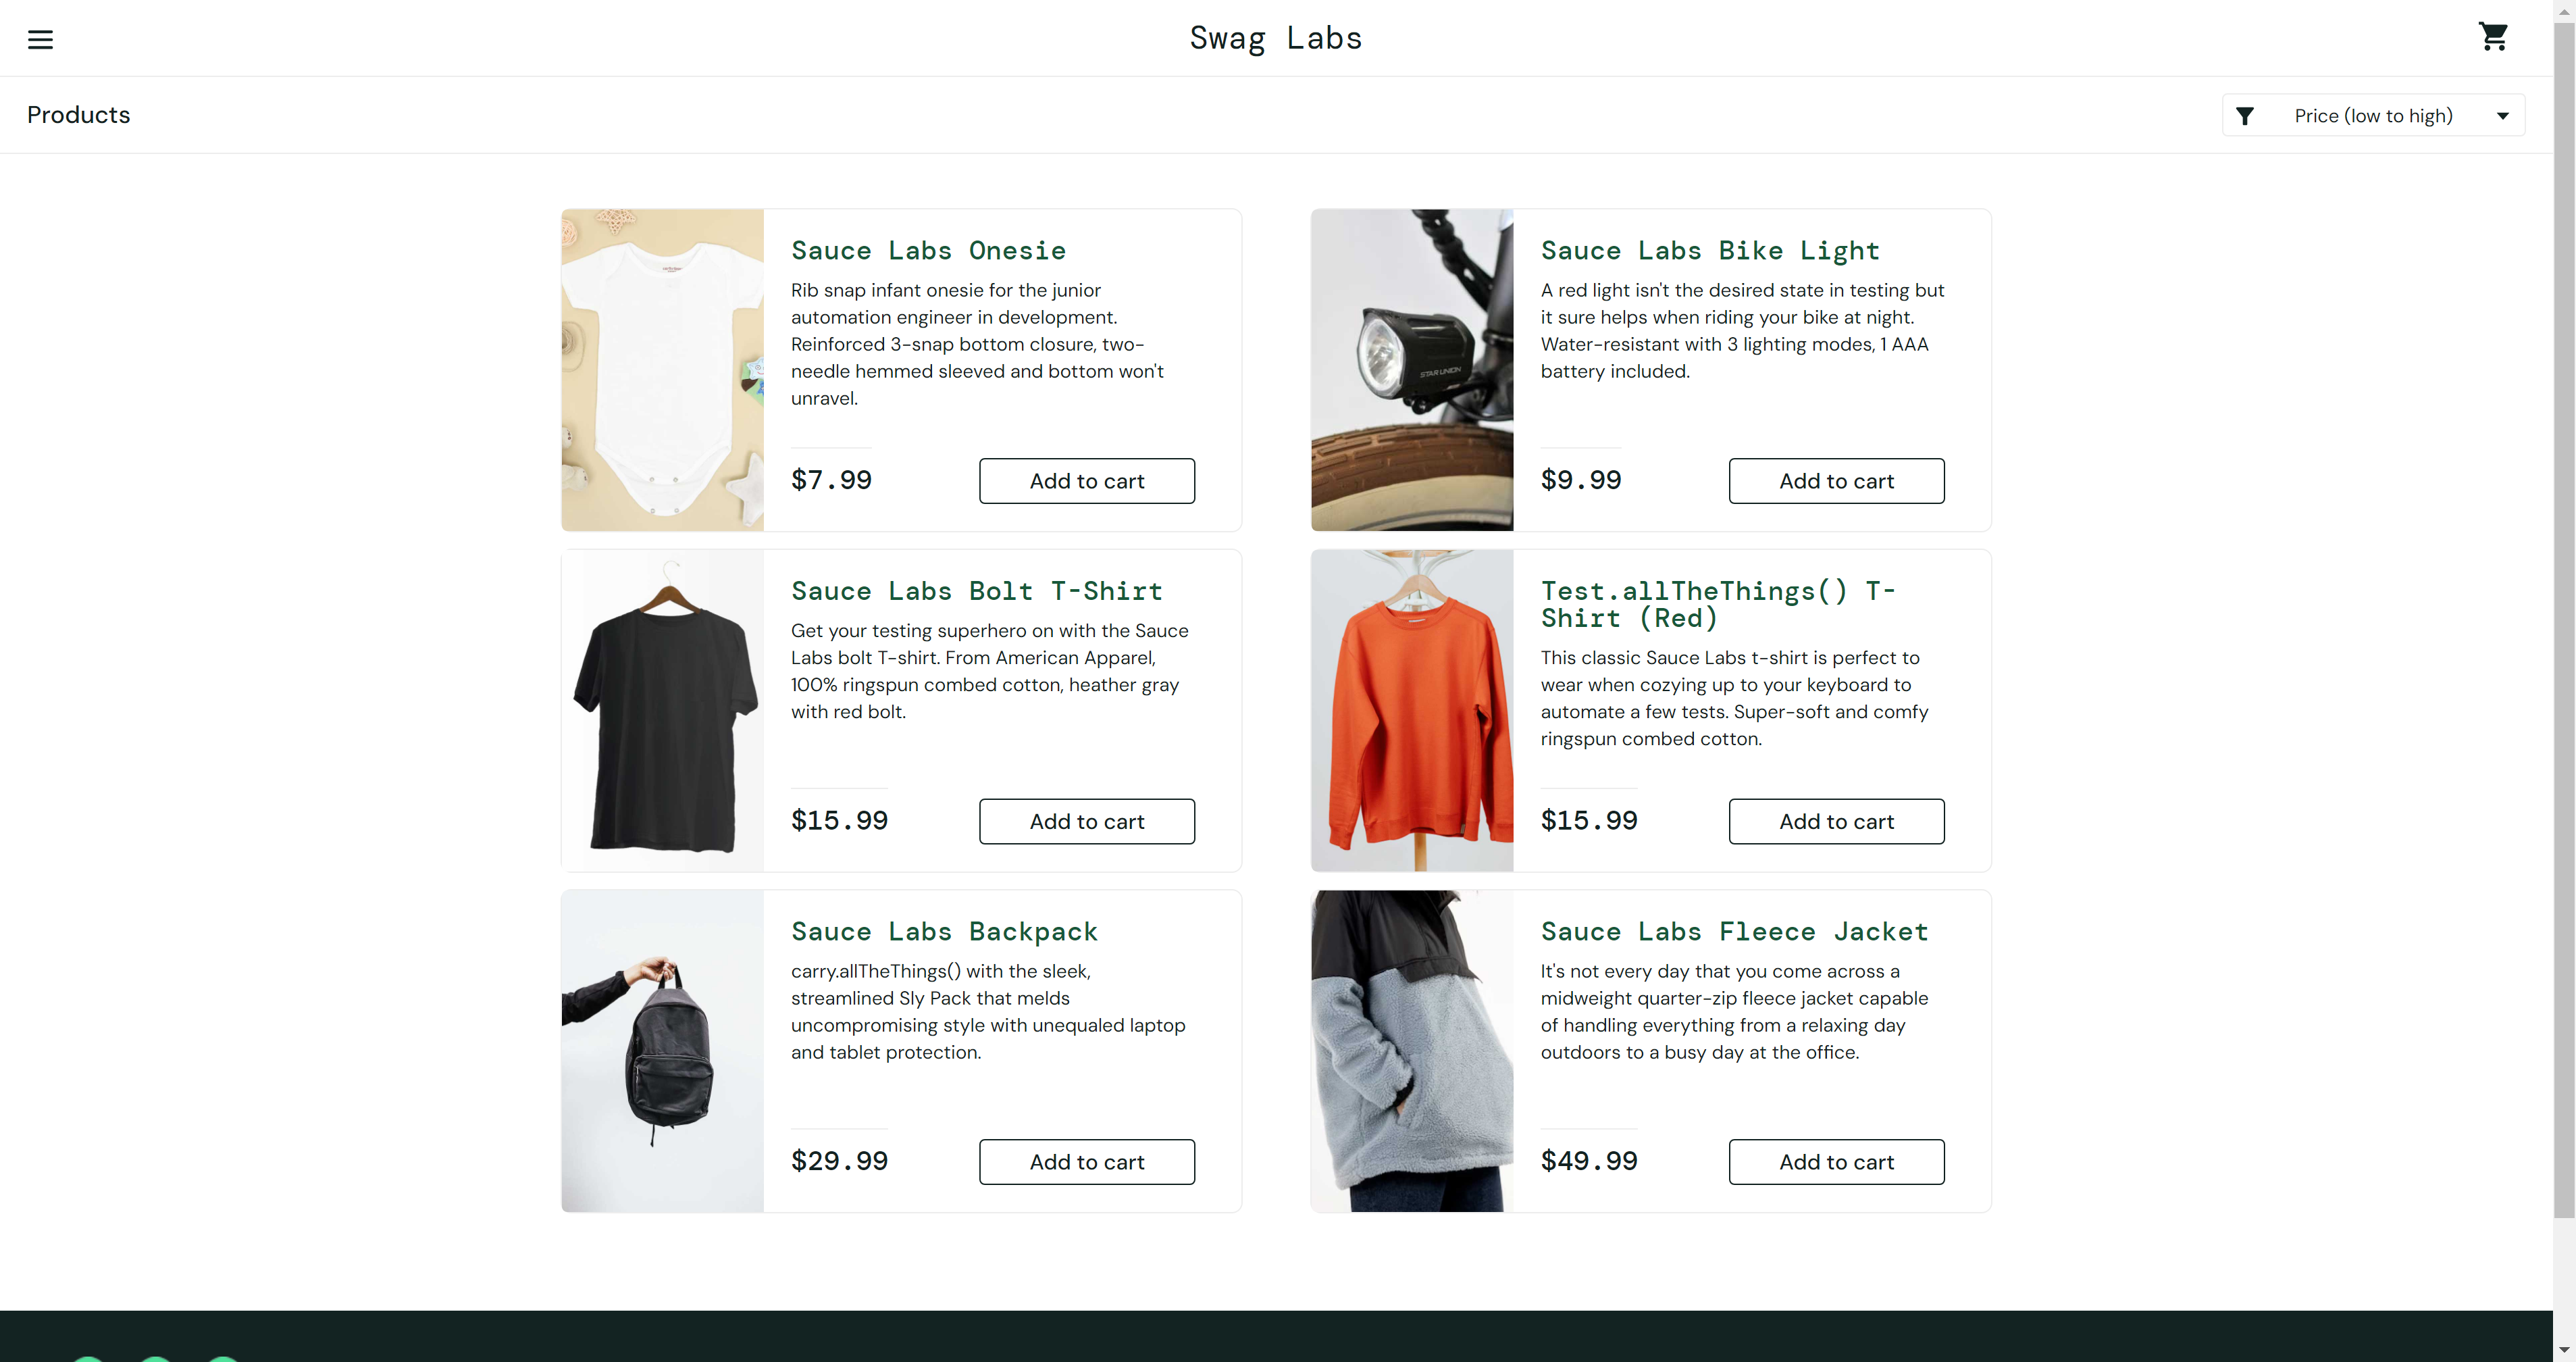 Swag Labs
Products
Price (low to high)
Sauce Labs Onesie
Rib snap infant onesie for the junior
automation engineer in development.
Reinforced 3-snap bottom closure, two-
needle hemmed sleeved and bottom won't
unravel.
$7.99
Add to cart
Sauce Labs Bike Light
A red light isn't the desired state in testing but
it sure helps when riding your bike at night.
Water-resistant with 3 lighting modes, 1 AAA
battery included.
$9.99
Add to cart
STAR UNION
Sauce Labs Bolt T-Shirt
Get your testing superhero on with the Sauce
Labs bolt T-shirt. From American Apparel,
100% ringspun combed cotton, heather gray
with red bolt.
$15.99
Add to cart
Test.allTheThings() T-
Shirt (Red)
This classic Sauce Labs t-shirt is perfect to
wear when cozying up to your keyboard to
automate a few tests. Super-soft and comfy
ringspun combed cotton.
$15.99
Add to cart
Sauce Labs Backpack
carry.allTheThings() with the sleek,
streamlined Sly Pack that melds
uncompromising style with unequaled laptop
and tablet protection.
$29.99
Add to cart
Sauce Labs Fleece Jacket
It's not every day that you come across a
midweight quarter-zip fleece jacket capable
of handling everything from a relaxing day
outdoors to a busy day at the office.
$49.99
Add to cart